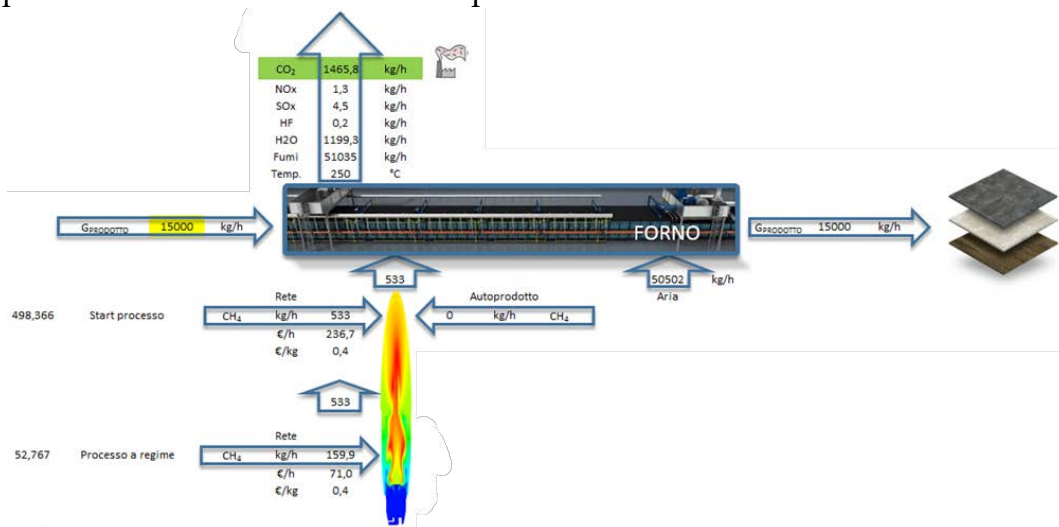 CO₂ 1465,8 kg/h
NOx 1,3 kg/h
SOx 4,5 kg/h
HF 0,2 kg/h
H2O 1199,3 kg/h
Fumi 51035 kg/h
Temp. 250 °C
GPRODOTTO 15000 kg/h
FORNO
GPRODOTTO 15000 kg/h
533
50502 kg/h
Aria
Rete
Autoprodotto
498,366 Start processo CH₄ kg/h 533
0 kg/h CH₄
€/h 236,7
€/kg 0,4
533
Rete
52,767 Processo a regime CH₄ kg/h 159,9
€/h 71,0
€/kg 0,4